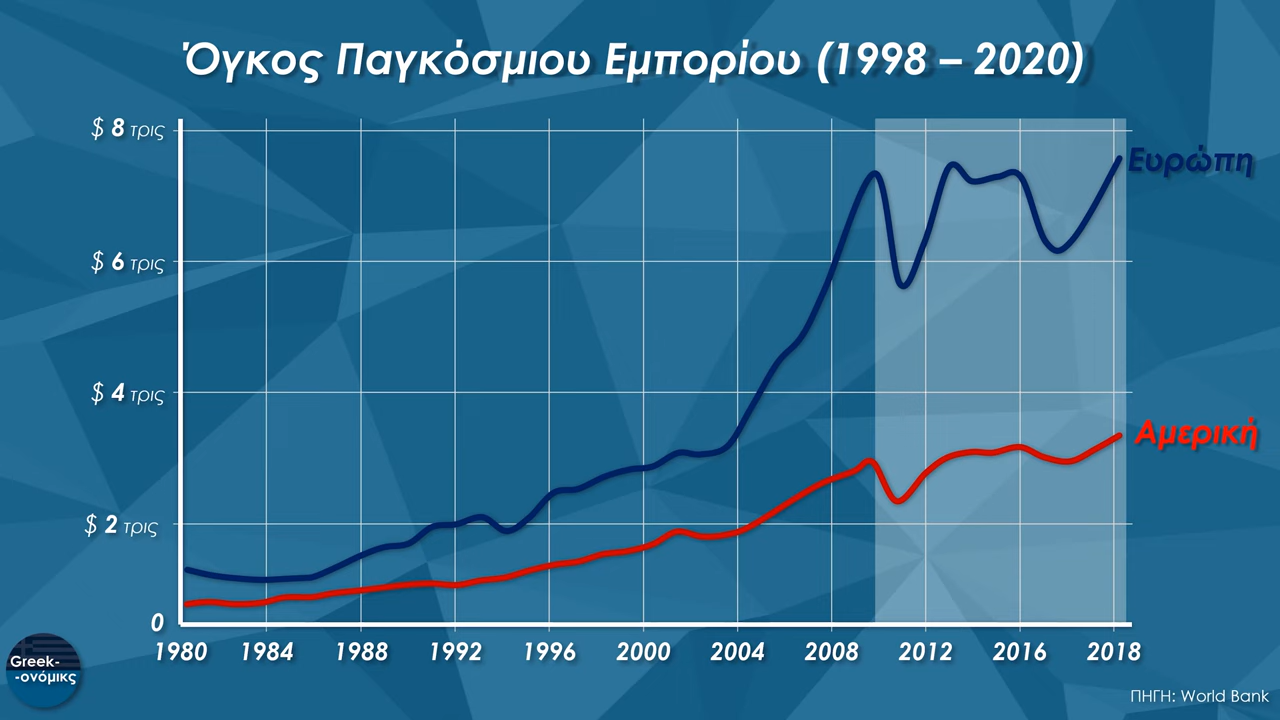 Όγκος Παγκόσμιου Εμπορίου (1998 – 2020)
$ 8 τρις
Ευρώπη
$ 6 τρις
$ 4 τρις
Αμερική
$ 2 τρις
0
1980 1984 1988 1992 1996 2000 2004 2008 2012 2016 2018
Greek-
-ονόμικς
ΠΗΓΗ: World Bank